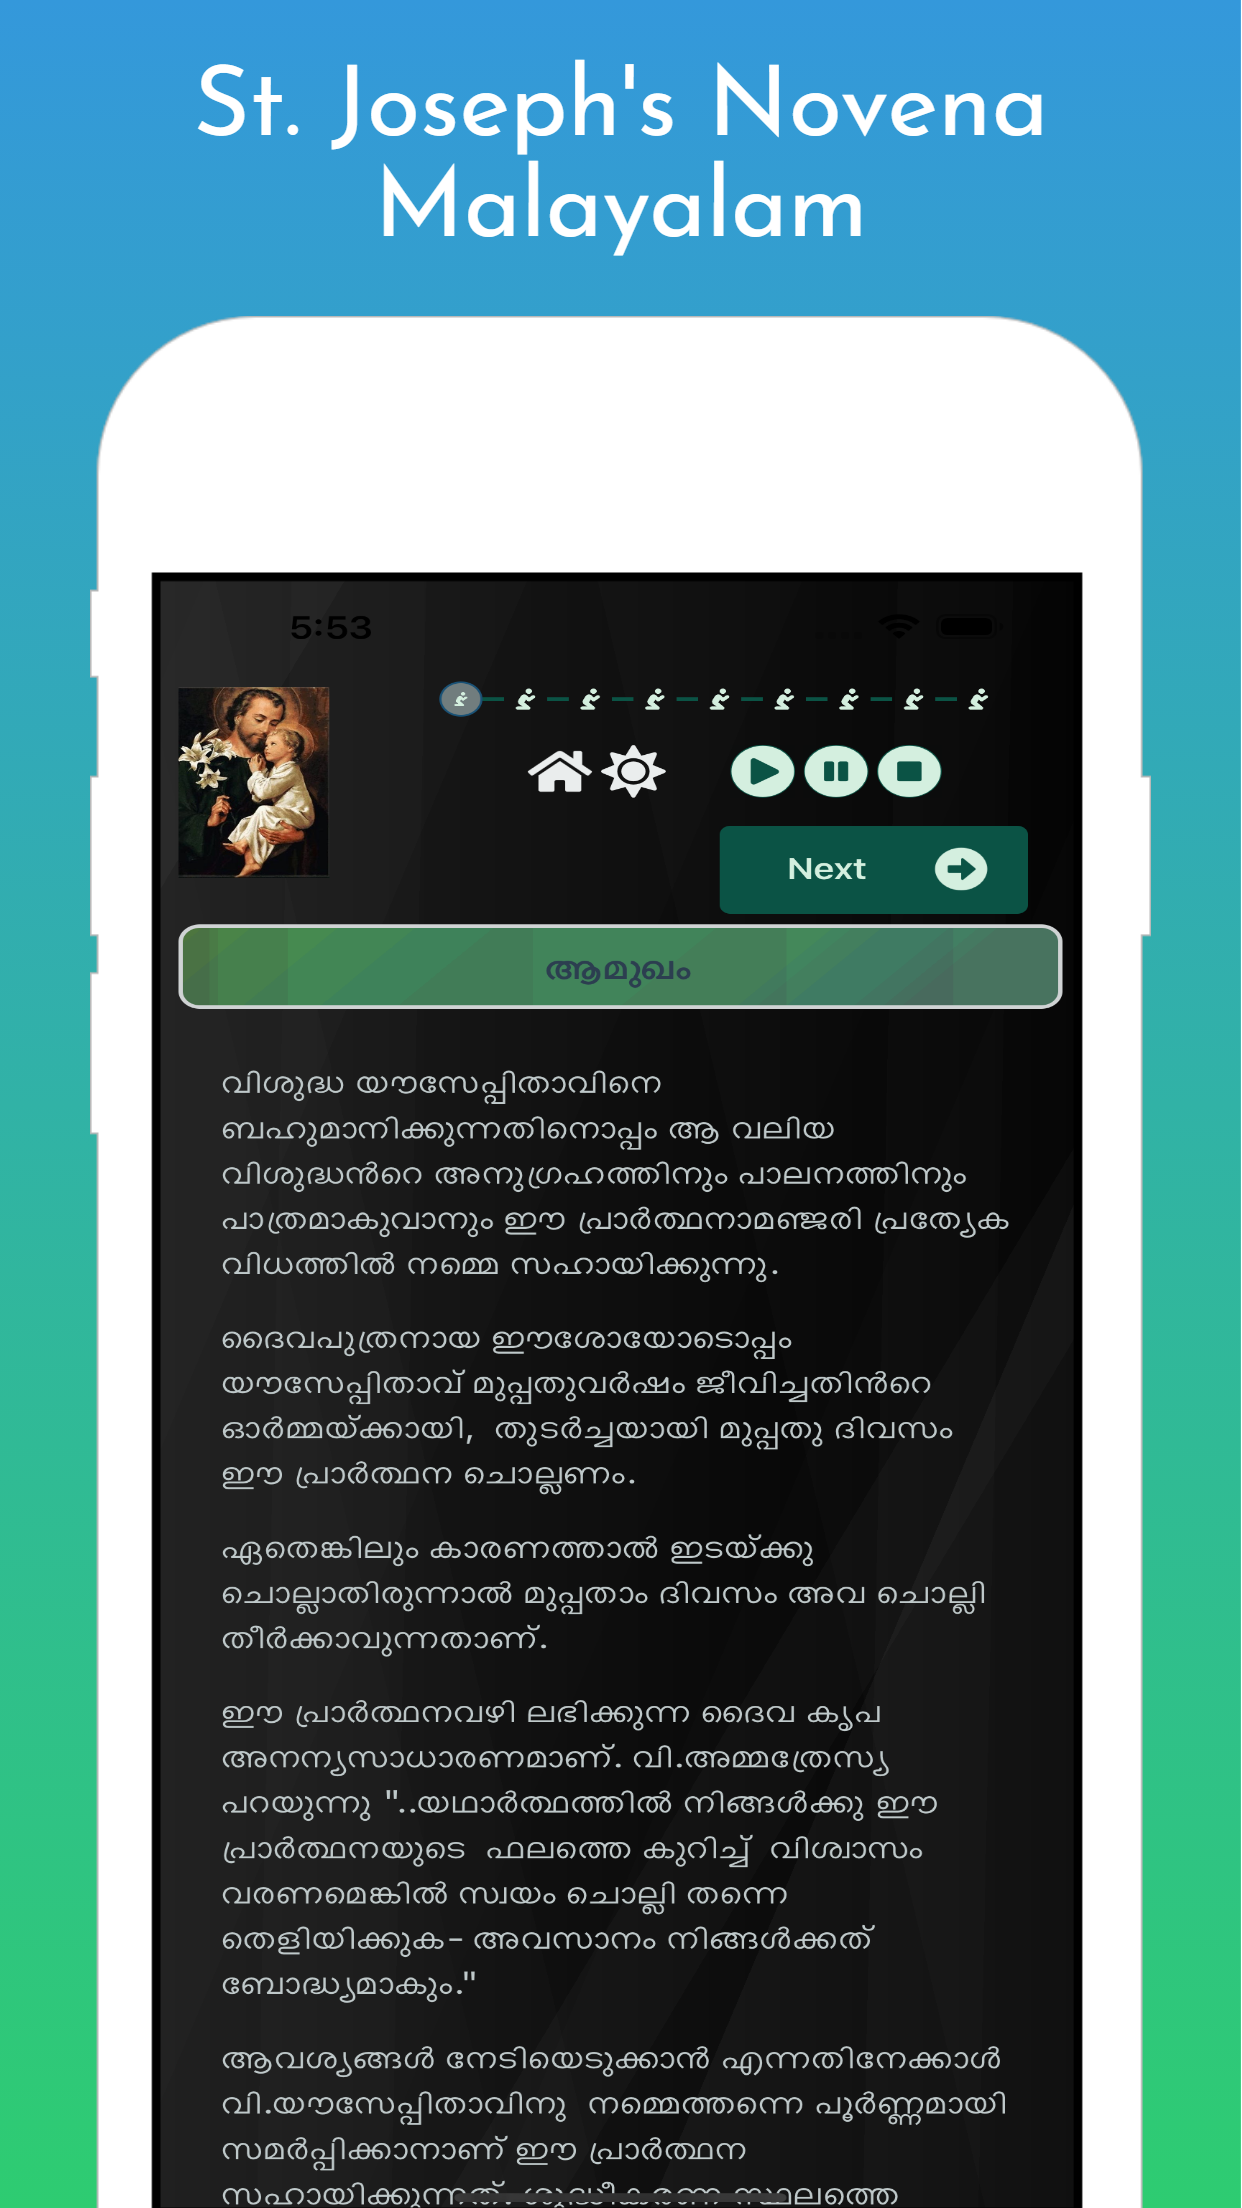 St. Joseph's Novena
Malayalam
5:53
Next
ആമുഖം
വിശുദ്ധ യൗസേപ്പിതാവിനെ
ബഹുമാനിക്കുന്നതിനൊപ്പം ആ വലിയ
വിശുദ്ധൻറെ അനുഗ്രഹത്തിനും പാലനത്തിനും
പാത്രമാകുവാനും ഈ പ്രാർത്ഥനാമഞ്ജരി പ്രത്യേക
വിധത്തിൽ നമ്മെ സഹായിക്കുന്നു.
ദൈവപുത്രനായ ഈശോയോടൊപ്പം
യൗസേപ്പിതാവ് മുപ്പതുവർഷം ജീവിച്ചതിൻറെ
ഓർമ്മയ്ക്കായി, തുടർച്ചയായി മുപ്പതു ദിവസം
ഈ പ്രാർത്ഥന ചൊല്ലണം.
ഏതെങ്കിലും കാരണത്താൽ ഇടയ്ക്കു
ചൊല്ലാതിരുന്നാൽ മുപ്പതാം ദിവസം അവ ചൊല്ലി
തീർക്കാവുന്നതാണ്.
ഈ പ്രാർത്ഥനവഴി ലഭിക്കുന്ന ദൈവ കൃപ
അനന്യസാധാരണമാണ്. വി.അമ്മത്രേസ്യ
പറയുന്നു "..യഥാർത്ഥത്തിൽ നിങ്ങൾക്കു ഈ
പ്രാർത്ഥനയുടെ ഫലത്തെ കുറിച്ച് വിശ്വാസം
വരണമെങ്കിൽ സ്വയം ചൊല്ലി തന്നെ
തെളിയിക്കുക- അവസാനം നിങ്ങൾക്കത്
ബോദ്ധ്യമാകും."
ആവശ്യങ്ങൾ നേടിയെടുക്കാൻ എന്നതിനേക്കാൾ
വി.യൗസേപ്പിതാവിനു നമ്മെത്തന്നെ പൂർണ്ണമായി
സമർപ്പിക്കാനാണ് ഈ പ്രാർത്ഥന
സഹായിക്കുന്നത്. ശുദ്ധീകരണ സ്ഥലത്തെ